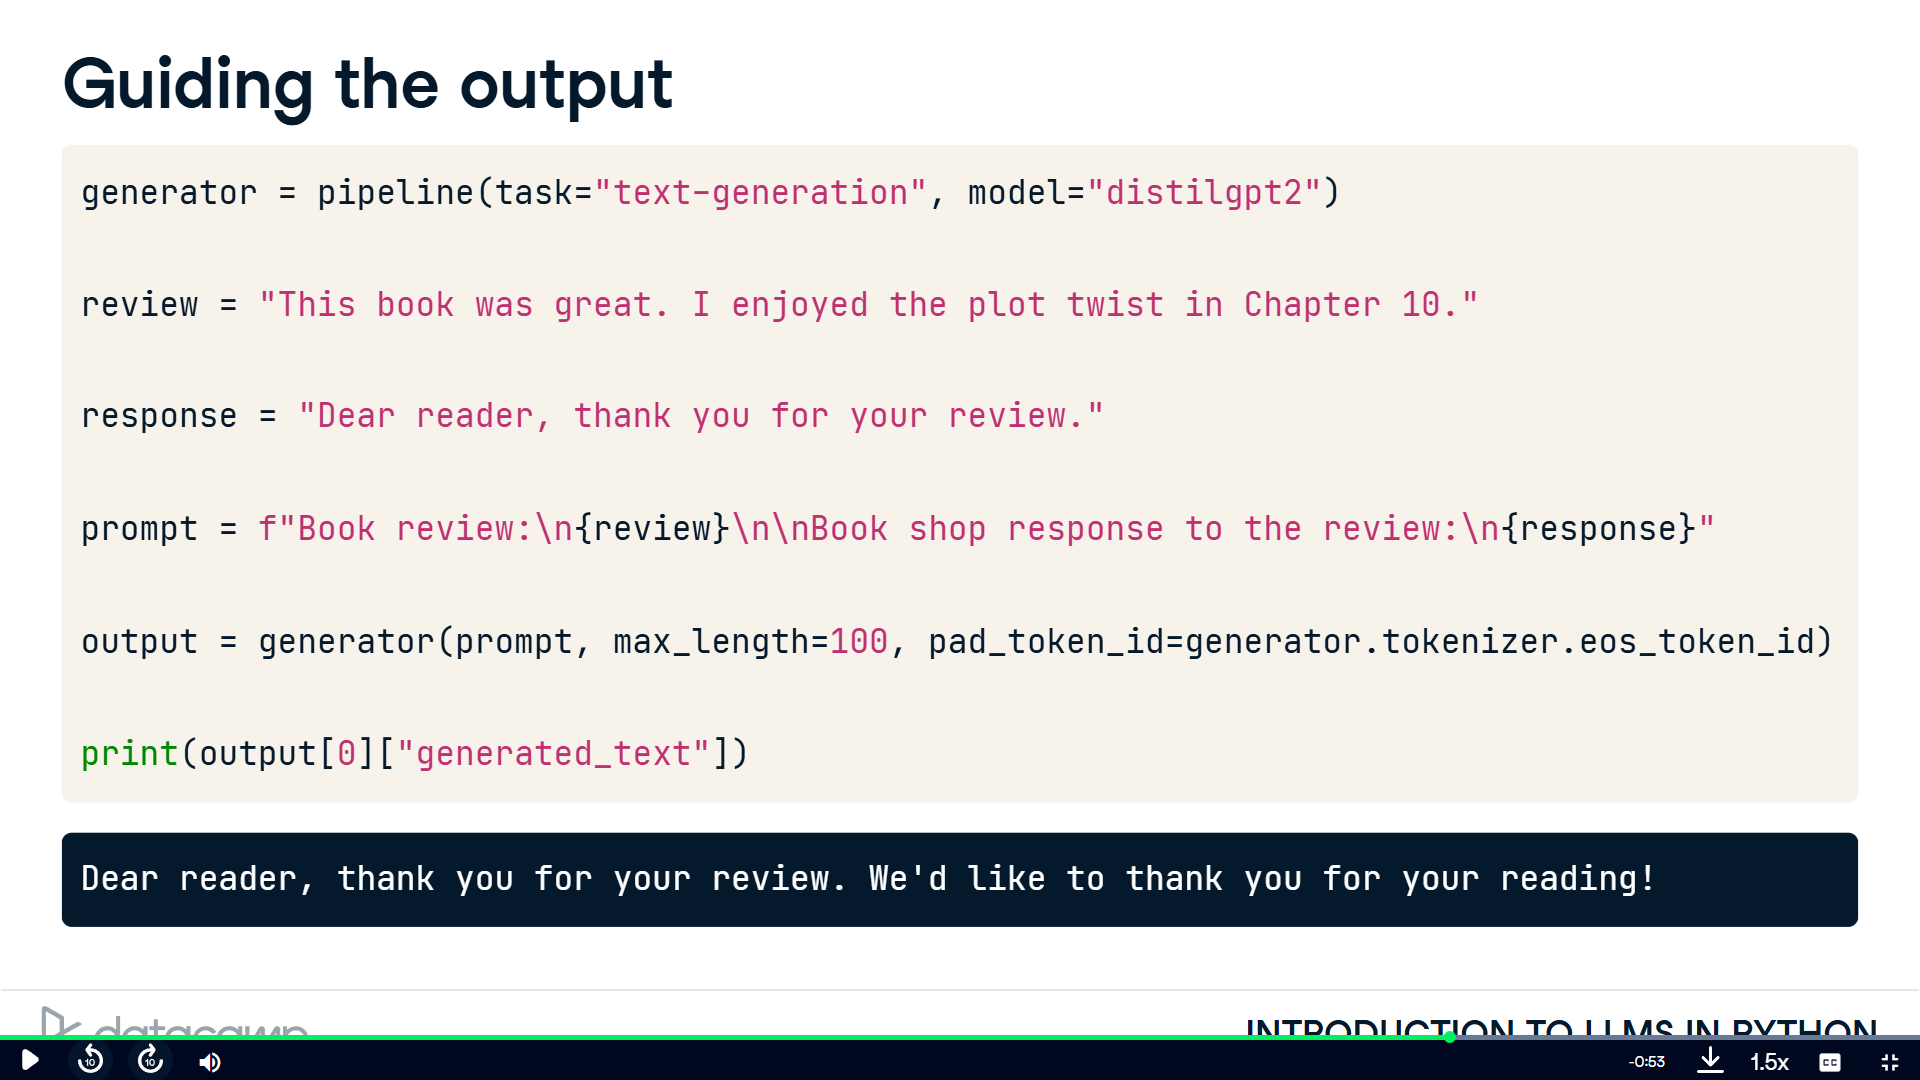 Guiding the output
generator = pipeline(task="text-generation", model="distilgpt2")
review = "This book was great. I enjoyed the plot twist in Chapter 10."
response = "Dear reader, thank you for your review."
prompt = f"Book review:\n{review}\n\nBook shop response to the review:\n{response}"
output = generator(prompt, max_length=100, pad_token_id=generator.tokenizer.eos_token_id)
print(output[0]["generated_text"])
Dear reader, thank you for your review. We'd like to thank you for your reading!
datacamp
INTRODUCTION TO LLMS IN PYTHON
10
10
-0:53
1.5x
CC